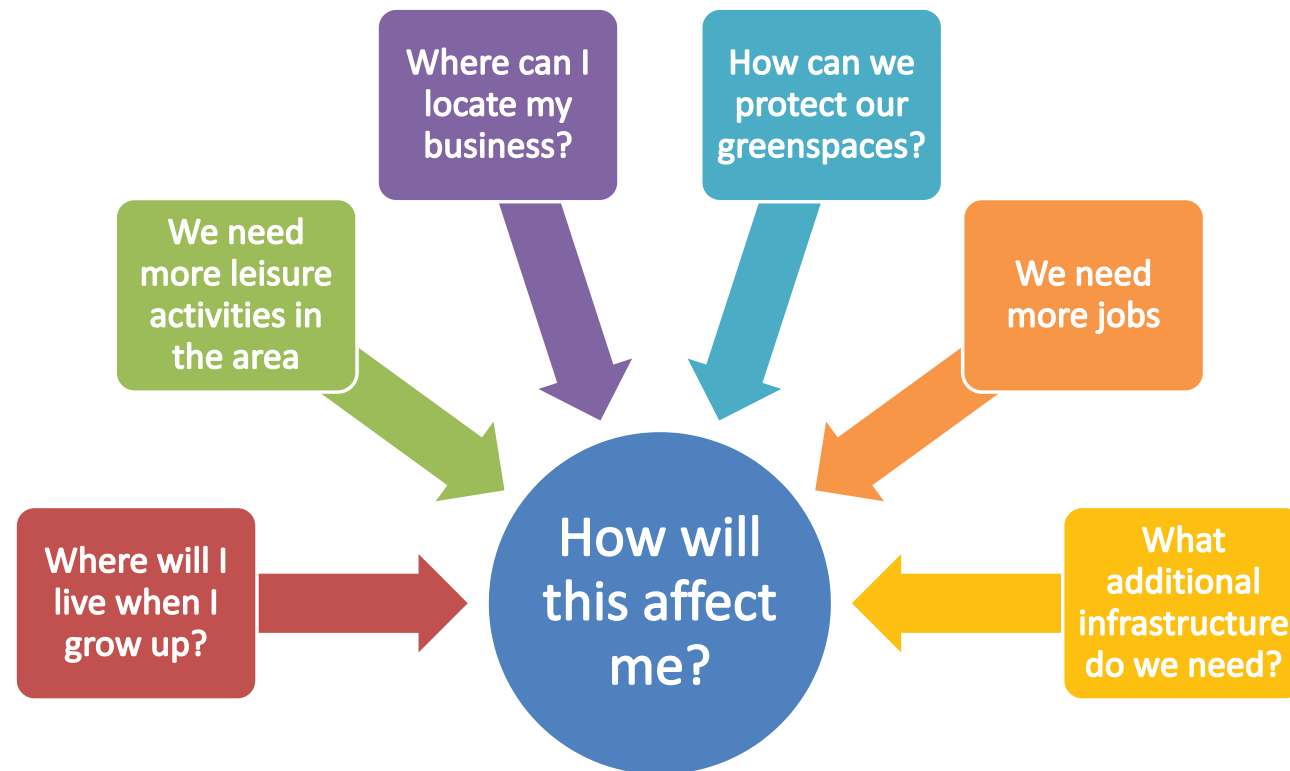 Where can I
locate my
business?
How can we
protect our
greenspaces?
We need
more leisure
activities in
the area
We need
more jobs
Where will I
live when I
grow up?
How will
this affect
me?
What
additional
infrastructure
do we need?